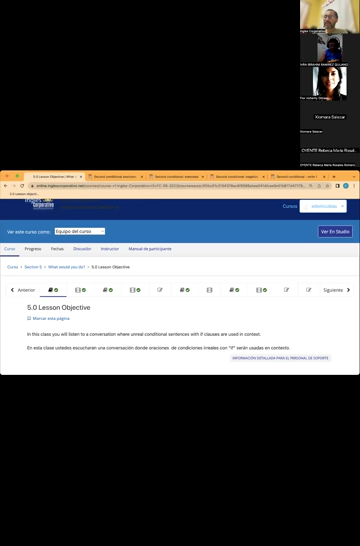 Xiomara Salazar
5.0 Lesson Objective
Inglés
Corporativo
Cursos
Ver este curso como:
Equipo del curso
Ver En Studio
Curso
Progreso
Fechas
Discusión
Instructor
Manual de participante
Curso > Section 5 > What would you do? > 5.0 Lesson Objective
Anterior
Siguiente
5.0 Lesson Objective
Marcar esta página
In this class you will listen to a conversation where unreal conditional sentences with if clauses are used in context.
En esta clase ustedes escucharan una conversación donde oraciones de condiciones irreales con "if" serán usadas en contexto.
INFORMACIÓN DETALLADA PARA EL PERSONAL DE SOPORTE